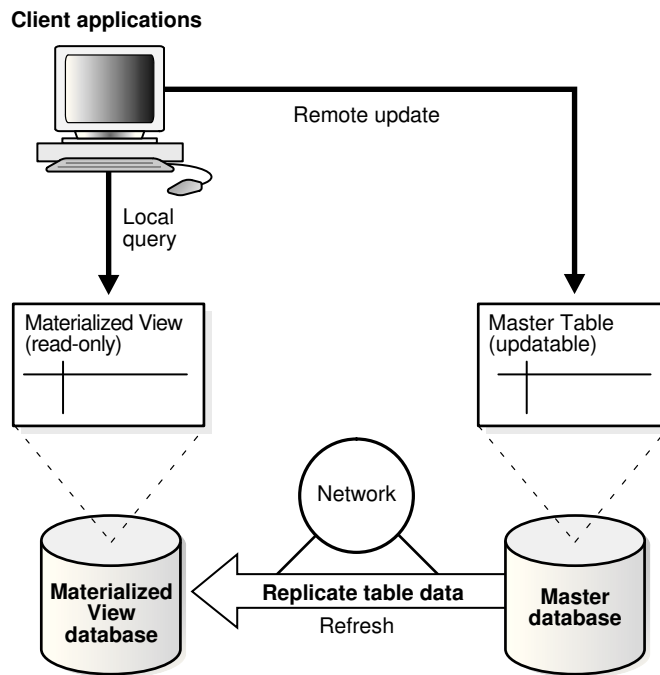 Client applications
Remote update
Local
query
Materialized View
(read-only)
Master Table
(updatable)
Network
Materialized
View
database
Replicate table data
Refresh
Master
database